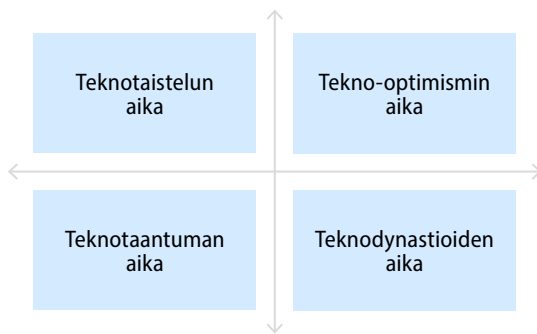 Teknotaistelun
aika
Tekno-optimismin
aika
Teknotaantuman
aika
Teknodynastioiden
aika